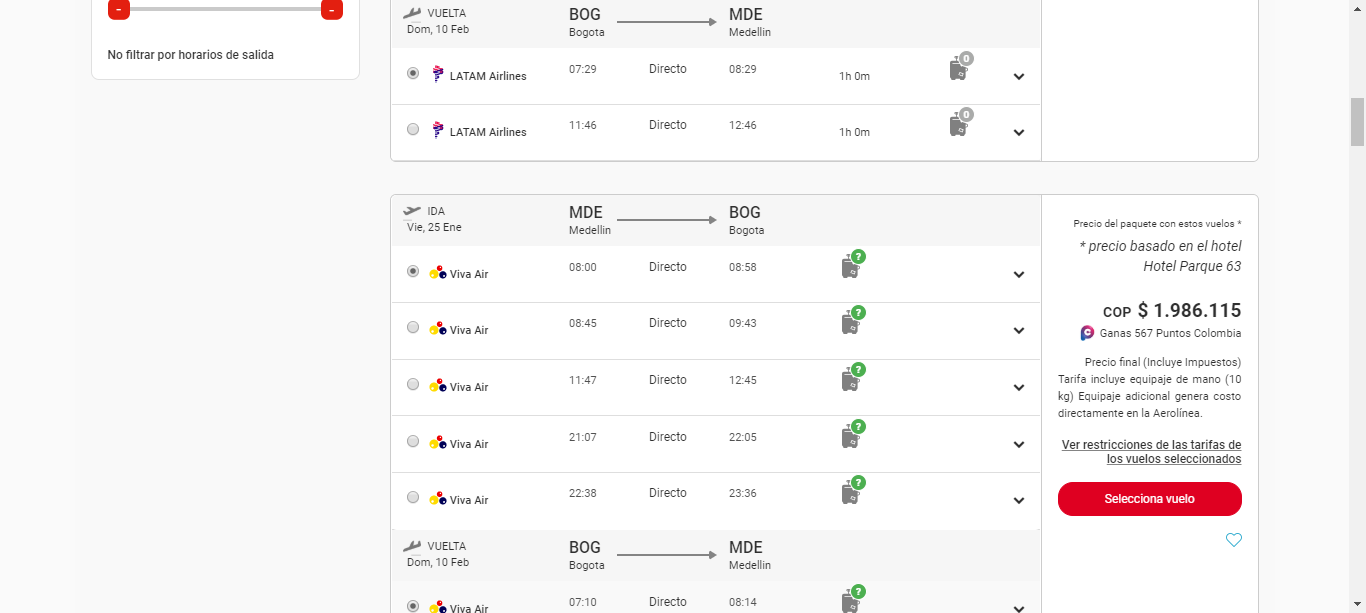 -
-
No filtrar por horarios de salida
VUELTA
Dom, 10 Feb
BOG
Bogota
MDE
Medellin
LATAM Airlines
07:29
Directo
08:29
1h 0m
0
LATAM Airlines
11:46
Directo
12:46
1h 0m
0
IDA
Vie, 25 Ene
MDE
Medellin
BOG
Bogota
Viva Air
08:00
Directo
08:58
?
Viva Air
08:45
Directo
09:43
?
Viva Air
11:47
Directo
12:45
?
Viva Air
21:07
Directo
22:05
?
Viva Air
22:38
Directo
23:36
?
VUELTA
Dom, 10 Feb
BOG
Bogota
MDE
Medellin
Viva Air
07:10
Directo
08:14
?
Precio del paquete con estos vuelos *
* precio basado en el hotel
Hotel Parque 63
COP $ 1.986.115
Ganas 567 Puntos Colombia
Precio final (Incluye Impuestos)
Tarifa incluye equipaje de mano (10
kg) Equipaje adicional genera costo
directamente en la Aerolínea.
Ver restricciones de las tarifas de
los vuelos seleccionados
Selecciona vuelo